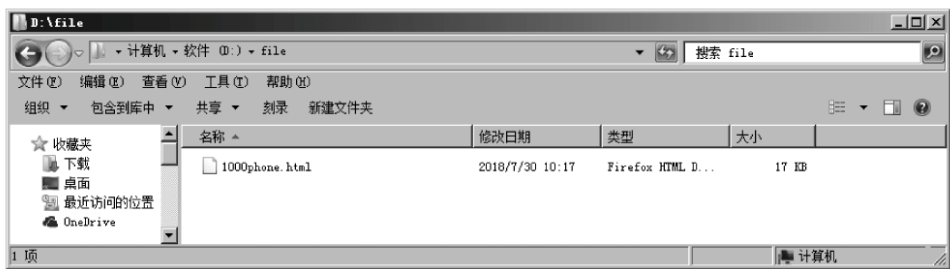 D:\file
计算机 软件 (D:) file 搜索 file
文件(F) 编辑(E) 查看(V) 工具(T) 帮助(H)
组织 包含到库中 共享 刻录 新建文件夹
收藏夹
下载
桌面
最近访问的位置
OneDrive
名称 修改日期 类型 大小
1000phone.html 2018/7/30 10:17 Firefox HTML D... 17 KB
1 项 计算机